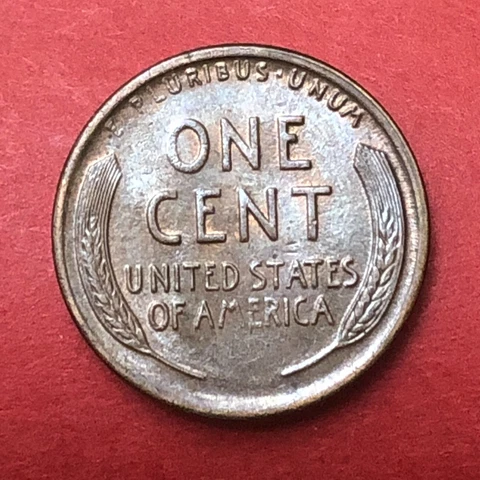 E·PLURIBUS·UNUM
ONE
CENT
UNITED STATES
OF AMERICA